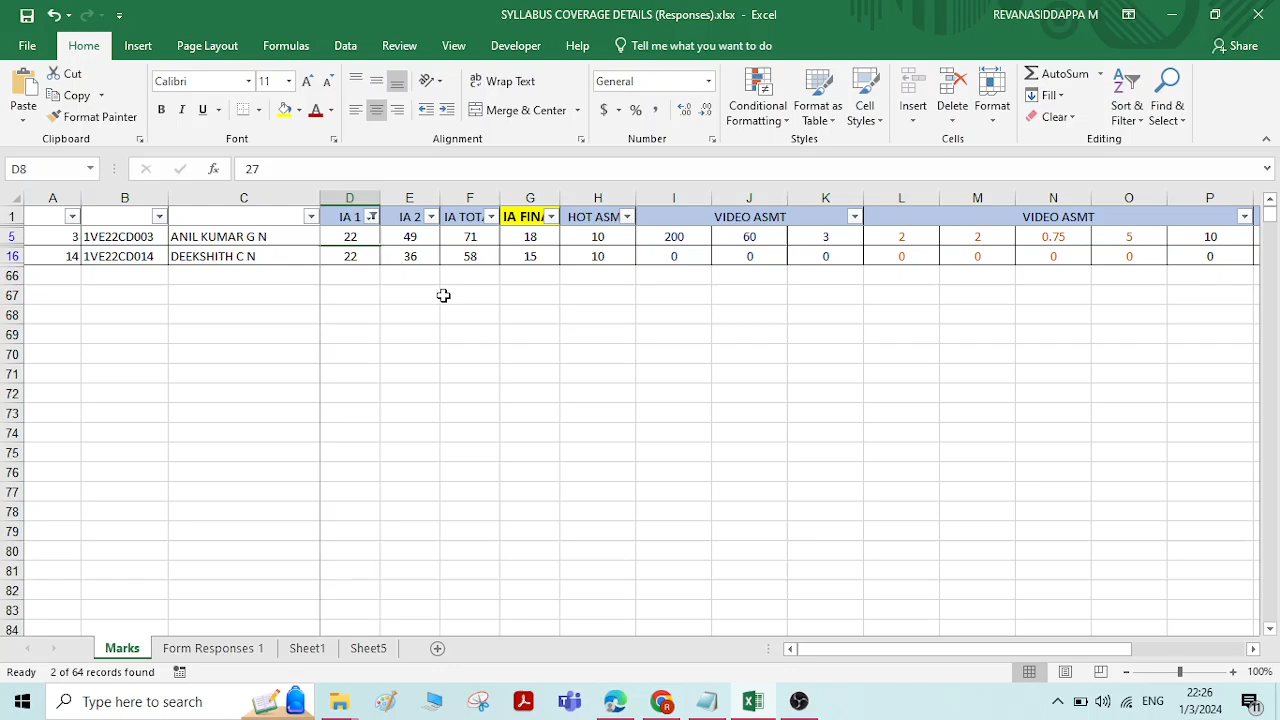 SYLLABUS COVERAGE DETAILS (Responses).xlsx - Excel
REVANASIDDAPPA M
File Home Insert Page Layout Formulas Data Review View Developer Help Tell me what you want to do Share
Paste Cut Copy Format Painter Clipboard
Calibri 11 B I U A Font
Wrap Text Merge & Center Alignment
General $ % , Number
Conditional Formatting Format as Table Cell Styles Styles
Insert Delete Format Cells
AutoSum Fill Clear Sort & Filter Find & Select Editing
D8 fx 27
A B C D E F G H I J K L M N O P
1 IA 1 IA 2 IA TOT IA FIN HOT ASM VIDEO ASMT VIDEO ASMT
5 3 1VE22CD003 ANIL KUMAR G N 22 49 71 18 10 200 60 3 2 2 0.75 5 10
16 14 1VE22CD014 DEEKSHITH C N 22 36 58 15 10 0 0 0 0 0 0 0 0
66
67
68
69
70
71
72
73
74
75
76
77
78
79
80
81
82
83
84
Marks Form Responses 1 Sheet1 Sheet5
Ready 2 of 64 records found 100%
Type here to search ENG 22:26
1/3/2024